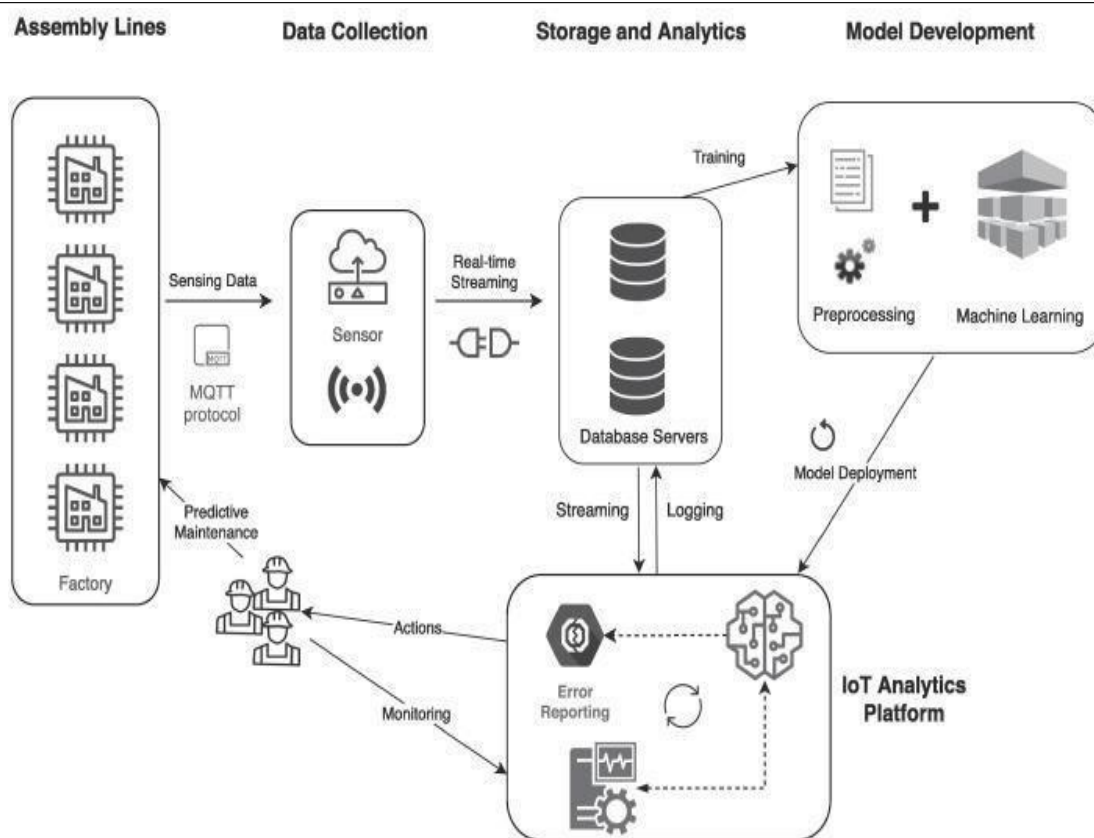 Assembly Lines
Data Collection
Storage and Analytics
Model Development
Training
Sensing Data
MQTT
MQTT
protocol
Sensor
Real-time
Streaming
Database Servers
Preprocessing
Machine Learning
Model Deployment
Streaming
Logging
Predictive
Maintenance
Factory
Actions
Monitoring
Error
Reporting
IoT Analytics
Platform